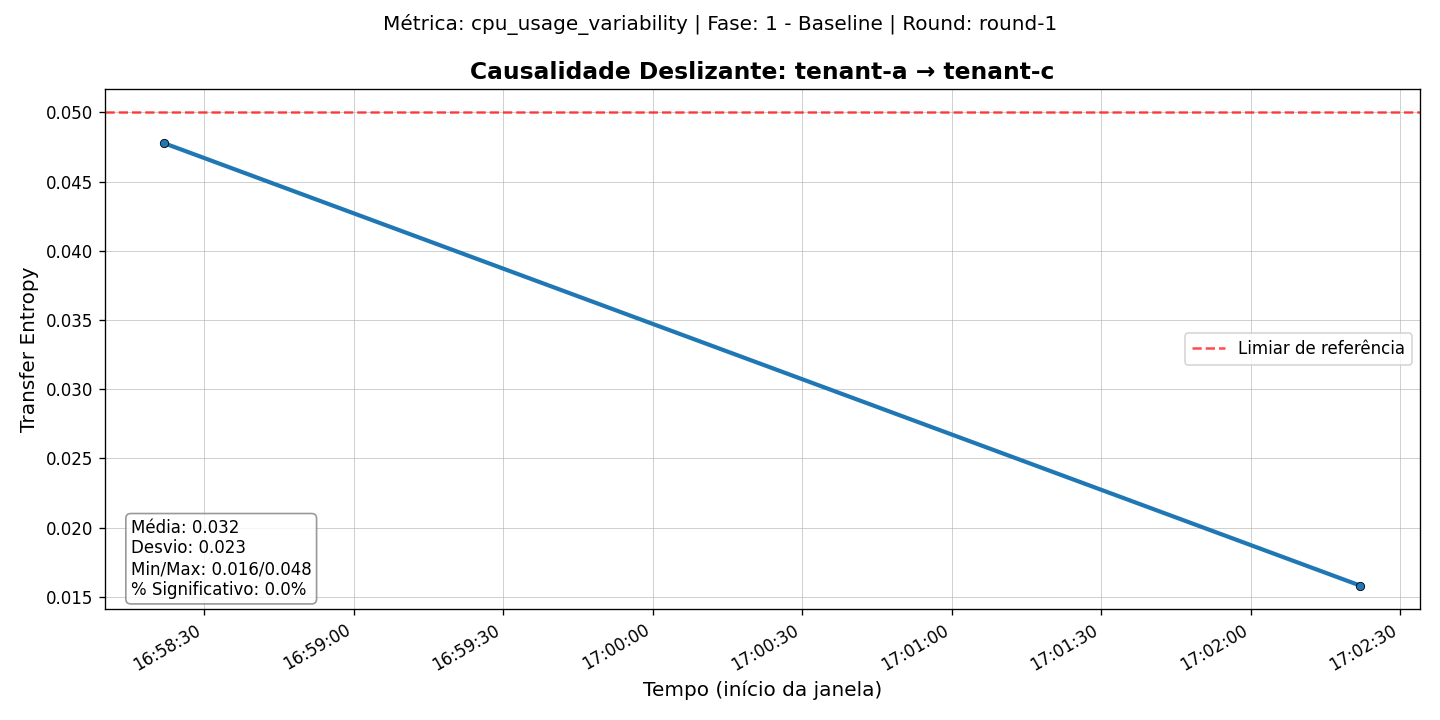 Métrica: cpu_usage_variability | Fase: 1 - Baseline | Round: round-1
Causalidade Deslizante: tenant-a → tenant-c
Transfer Entropy
0.050
0.045
0.040
0.035
0.030
0.025
0.020
0.015
Limiar de referência
Média: 0.032
Desvio: 0.023
Min/Max: 0.016/0.048
% Significativo: 0.0%
16:58:30
16:59:00
16:59:30
17:00:00
17:00:30
17:01:00
17:01:30
17:02:00
17:02:30
Tempo (início da janela)